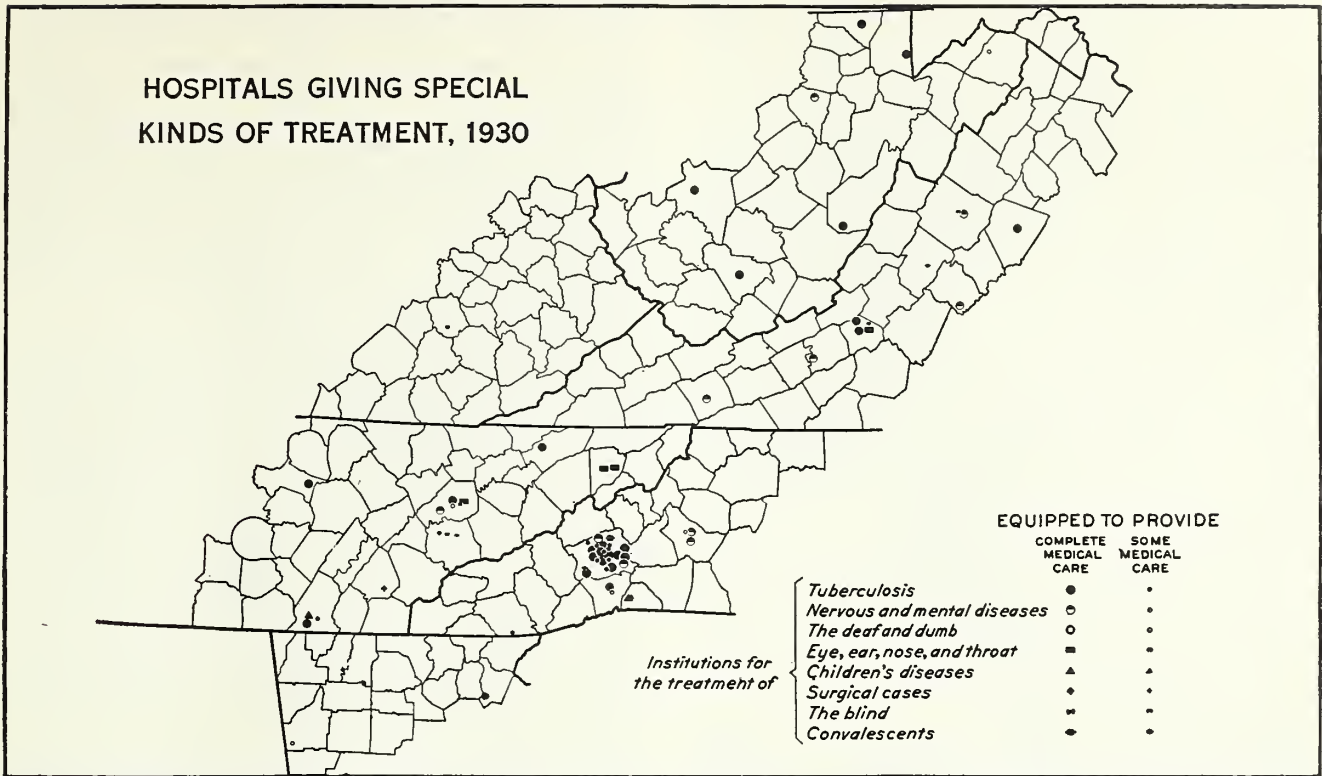 HOSPITALS GIVING SPECIAL
KINDS OF TREATMENT, 1930
EQUIPPED TO PROVIDE
COMPLETE MEDICAL CARE
SOME MEDICAL CARE
Institutions for
the treatment of
Tuberculosis
Nervous and mental diseases
The deaf and dumb
Eye, ear, nose, and throat
Children's diseases
Surgical cases
The blind
Convalescents